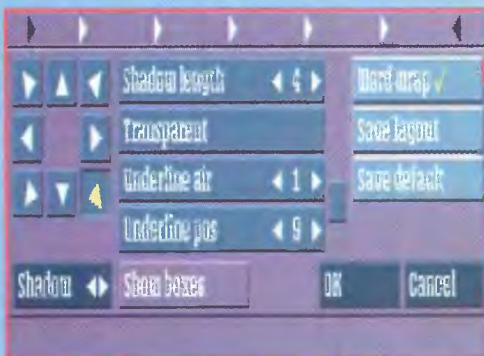 Shadow length 4 Word wrap
Transparent Save layout
Underline air 1 Save default
Underline pos 9
Shadow Show boxes OK Cancel